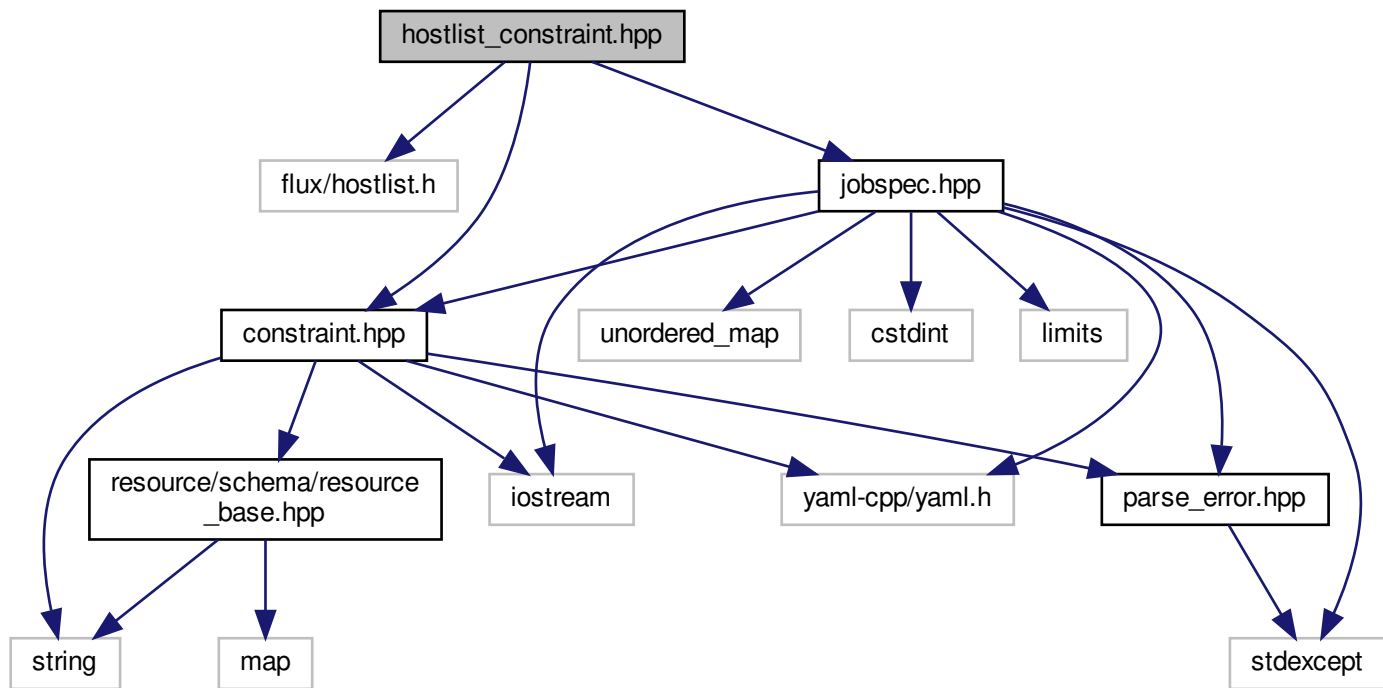 hostlist_constraint.hpp
flux/hostlist.h
jobspec.hpp
constraint.hpp
unordered_map
cstdint
limits
resource/schema/resource
_base.hpp
iostream
yaml-cpp/yaml.h
parse_error.hpp
string
map
stdexcept